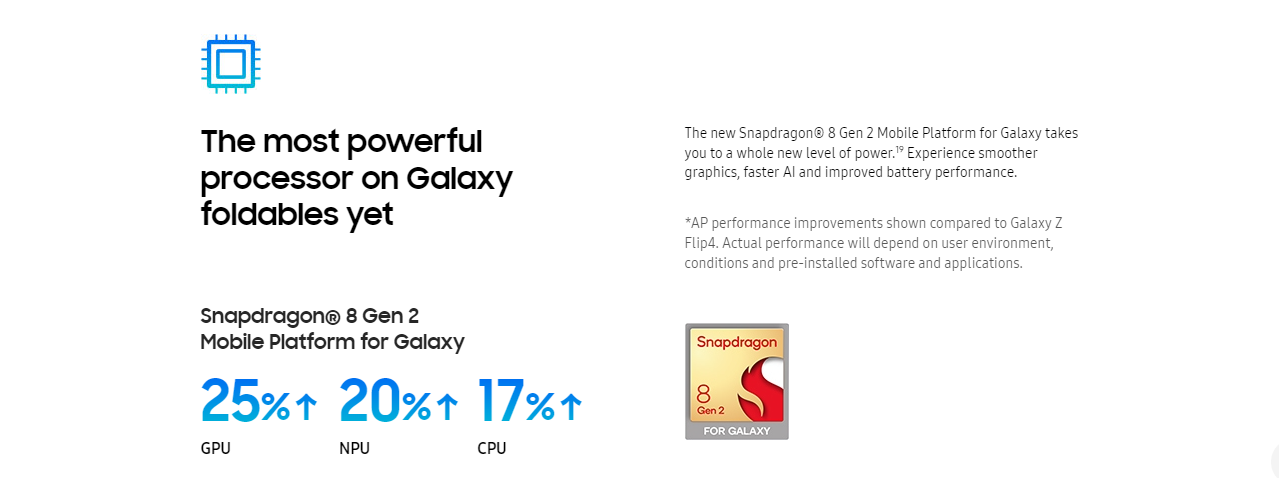 The most powerful
processor on Galaxy
foldables yet
The new Snapdragon® 8 Gen 2 Mobile Platform for Galaxy takes
you to a whole new level of power.¹⁹ Experience smoother
graphics, faster AI and improved battery performance.
*AP performance improvements shown compared to Galaxy Z
Flip4. Actual performance will depend on user environment,
conditions and pre-installed software and applications.
Snapdragon® 8 Gen 2
Mobile Platform for Galaxy
25%↑ 20%↑ 17%↑
GPU NPU CPU
Snapdragon
8
Gen 2
FOR GALAXY